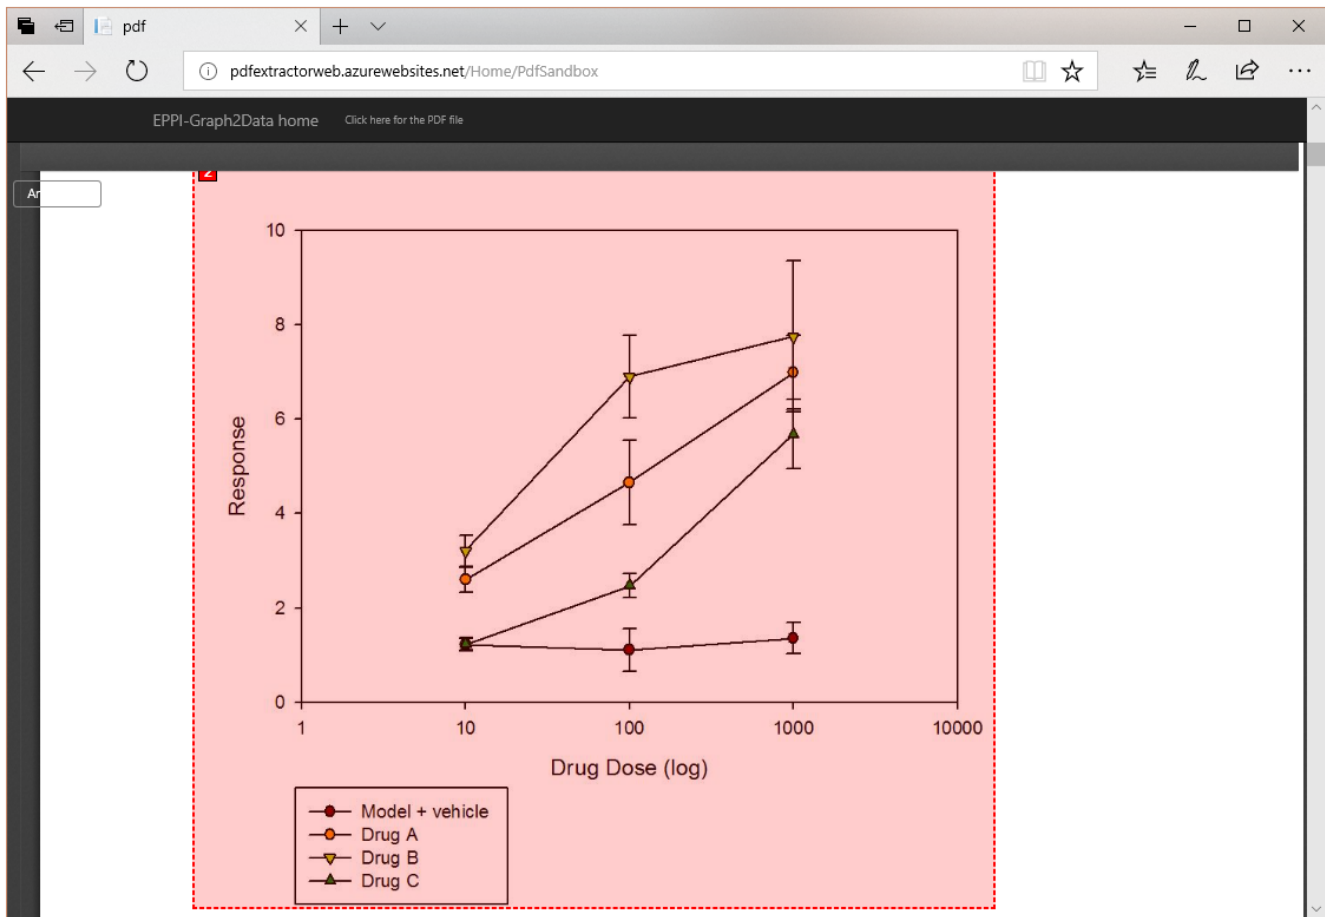 pdf
pdfextractorweb.azurewebsites.net/Home/PdfSandbox
EPPI-Graph2Data home Click here for the PDF file
2
Ar
10
8
6
4
2
0
Response
1 10 100 1000 10000
Drug Dose (log)
Model + vehicle
Drug A
Drug B
Drug C